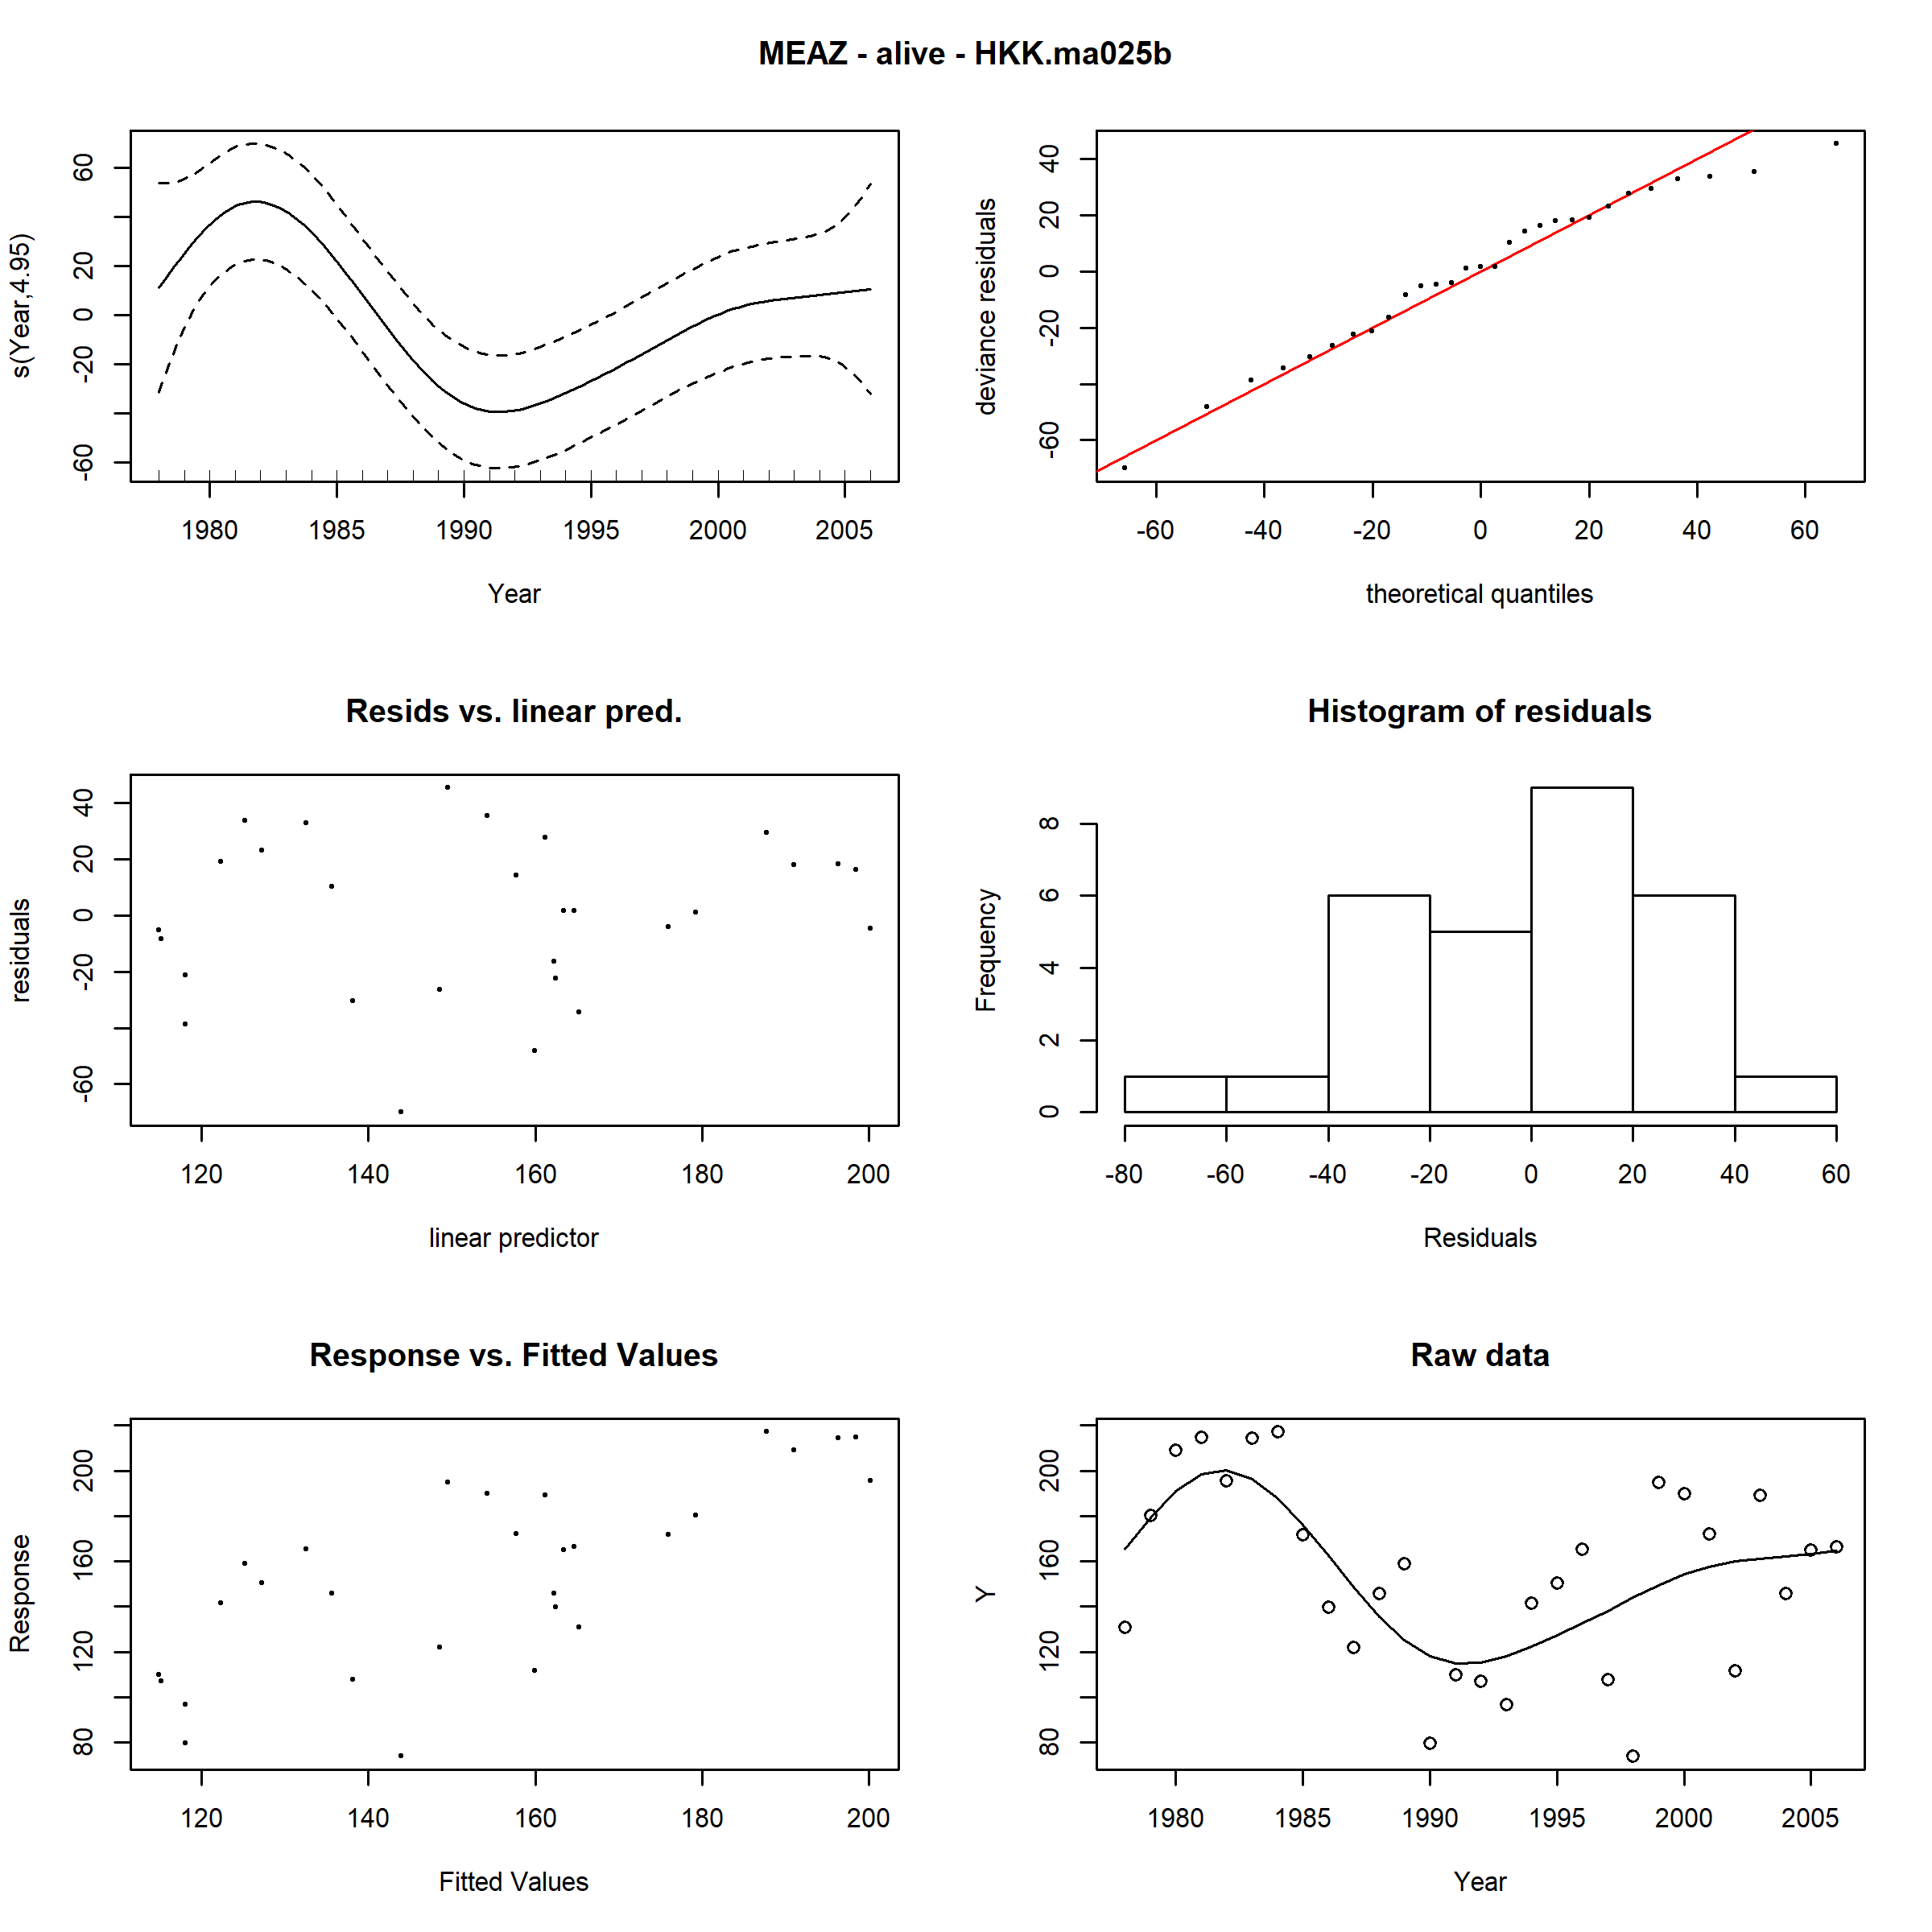 MEAZ - alive - HKK.ma025b
s(Year,4.95)
60
20
0
-20
-60
1980 1985 1990 1995 2000 2005
Year
deviance residuals
40
20
0
-20
-60
-60 -40 -20 0 20 40 60
theoretical quantiles
Resids vs. linear pred.
residuals
40
20
0
-20
-60
120 140 160 180 200
linear predictor
Histogram of residuals
Frequency
8
6
4
2
0
-80 -60 -40 -20 0 20 40 60
Residuals
Response vs. Fitted Values
Response
200
160
120
80
120 140 160 180 200
Fitted Values
Raw data
Y
200
160
120
80
1980 1985 1990 1995 2000 2005
Year